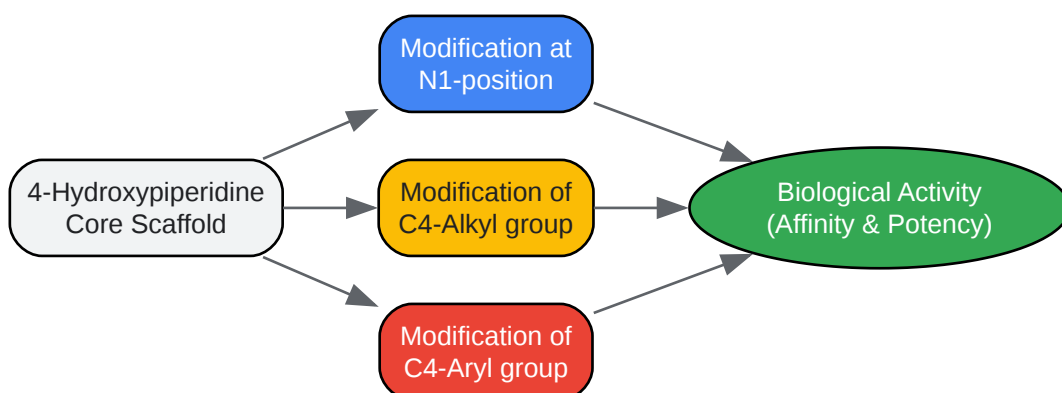 Modification at
N1-position
4-Hydroxypiperidine
Core Scaffold
Modification of
C4-Alkyl group
Biological Activity
(Affinity & Potency)
Modification of
C4-Aryl group